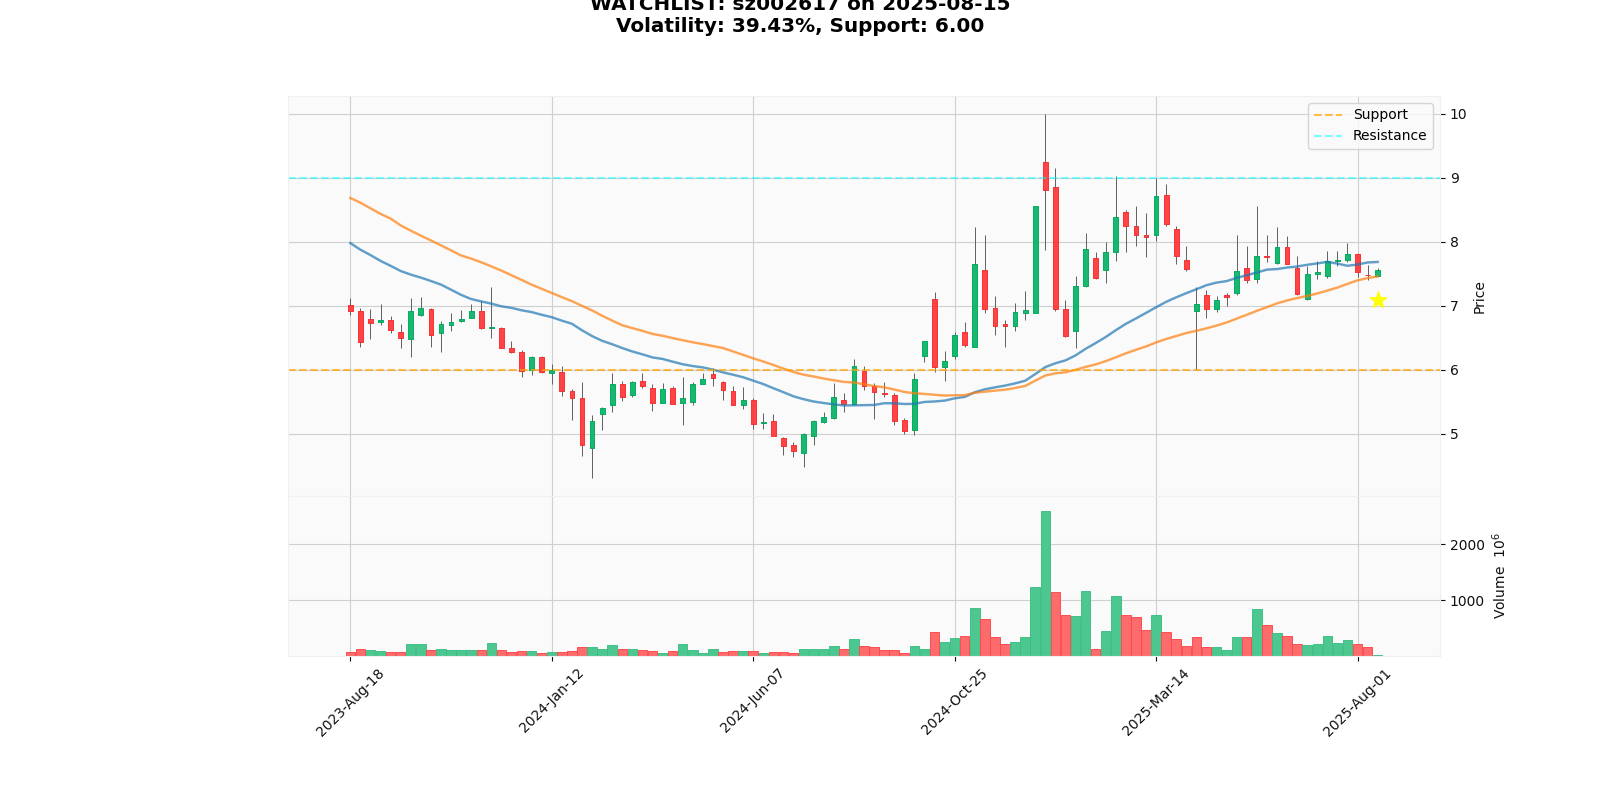 WATCHLIST: sz002617 on 2025-08-15
Volatility: 39.43%, Support: 6.00
Support
Resistance
10
9
8
7
6
5
Price
2000
1000
Volume 10⁶
2023-Aug-18
2024-Jan-12
2024-Jun-07
2024-Oct-25
2025-Mar-14
2025-Aug-01